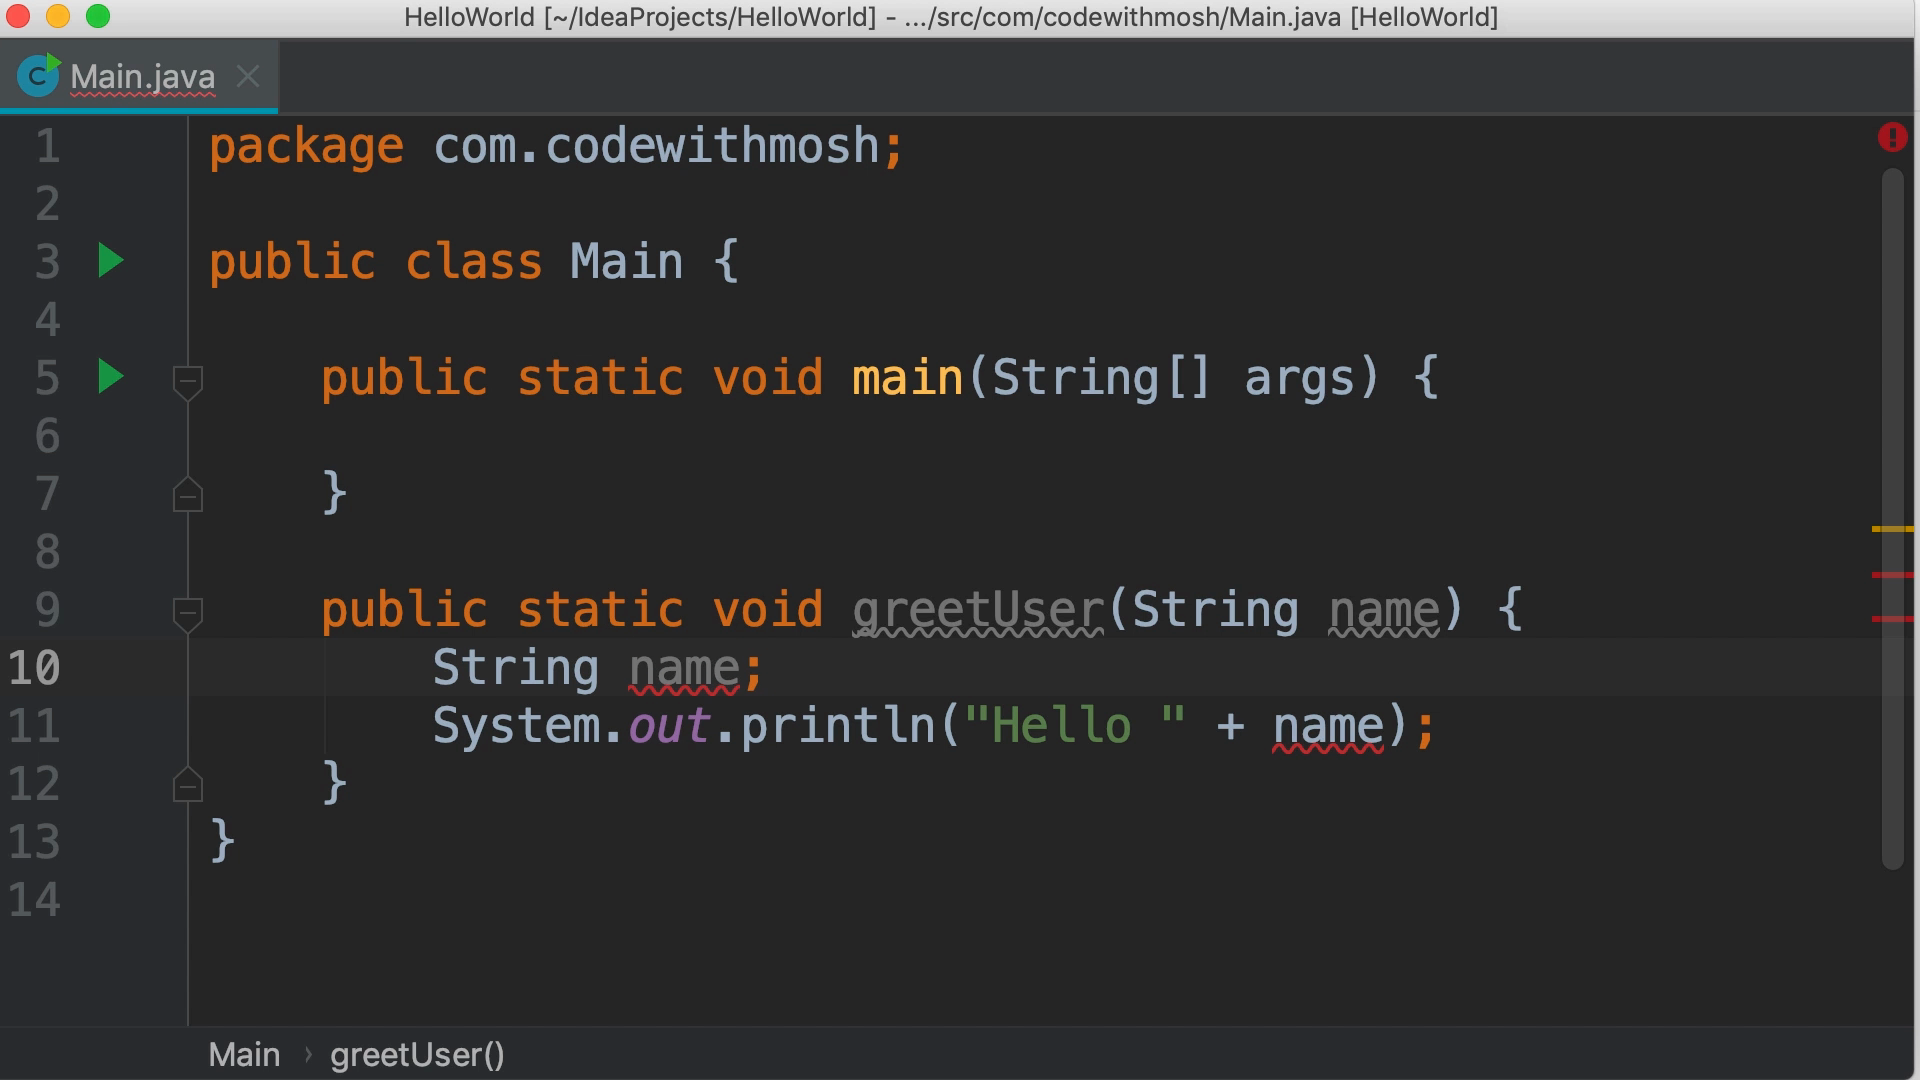 HelloWorld [~/IdeaProjects/HelloWorld] - .../src/com/codewithmosh/Main.java [HelloWorld]
Main.java
1 package com.codewithmosh;
2
3 public class Main {
4
5     public static void main(String[] args) {
6
7     }
8
9     public static void greetUser(String name) {
10         String name;
11         System.out.println("Hello " + name);
12     }
13 }
14
Main › greetUser()